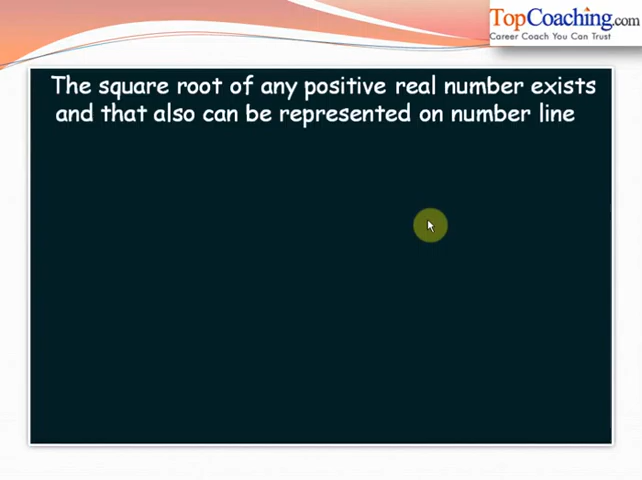 TopCoaching.com
Career Coach You Can Trust
The square root of any positive real number exists
and that also can be represented on number line